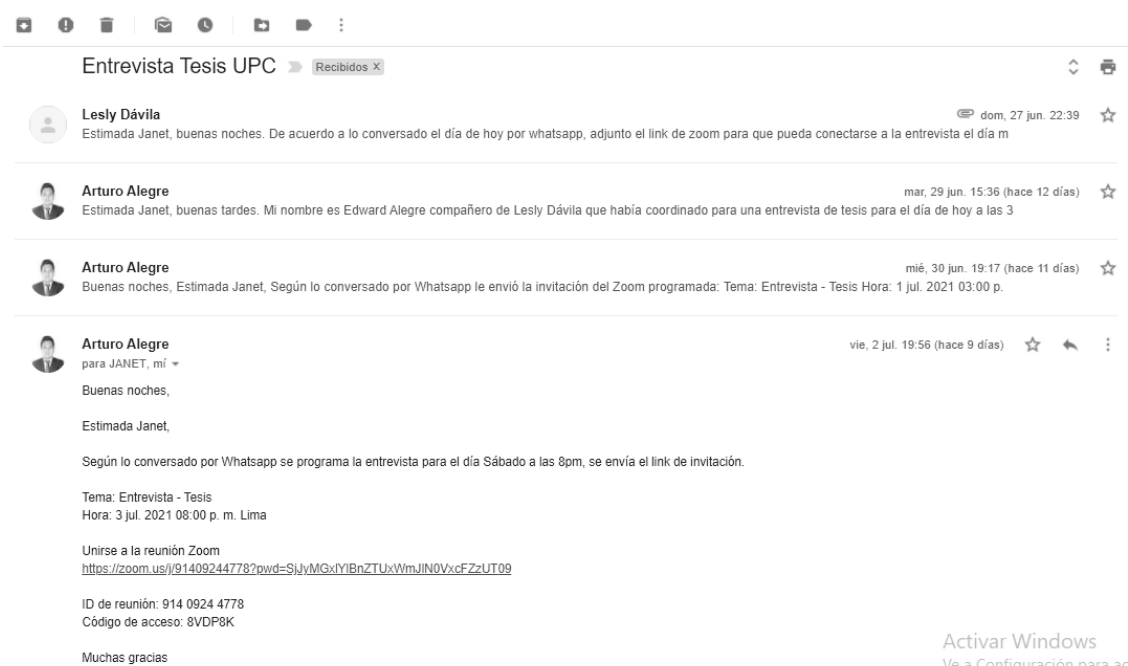 Entrevista Tesis UPC
Recibidos x
Lesly Dávila
dom, 27 jun. 22:39
Estimada Janet, buenas noches. De acuerdo a lo conversado el día de hoy por whatsapp, adjunto el link de zoom para que pueda conectarse a la entrevista el día m
Arturo Alegre
mar, 29 jun. 15:36 (hace 12 días)
Estimada Janet, buenas tardes. Mi nombre es Edward Alegre compañero de Lesly Dávila que había coordinado para una entrevista de tesis para el día de hoy a las 3
Arturo Alegre
mié, 30 jun. 19:17 (hace 11 días)
Buenas noches, Estimada Janet, Según lo conversado por Whatsapp le envió la invitación del Zoom programada: Tema: Entrevista - Tesis Hora: 1 jul. 2021 03:00 p.
Arturo Alegre
vie, 2 jul. 19:56 (hace 9 días)
para JANET, mí
Buenas noches,
Estimada Janet,
Según lo conversado por Whatsapp se programa la entrevista para el día Sábado a las 8pm, se envía el link de invitación.
Tema: Entrevista - Tesis
Hora: 3 jul. 2021 08:00 p. m. Lima
Unirse a la reunión Zoom
https://zoom.us/j/91409244778?pwd=SjJyMGxIYlBnZTUxWmJlN0VxcFZzUT09
ID de reunión: 914 0924 4778
Código de acceso: 8VDP8K
Muchas gracias
Activar Windows
Ve a Configuración para ac